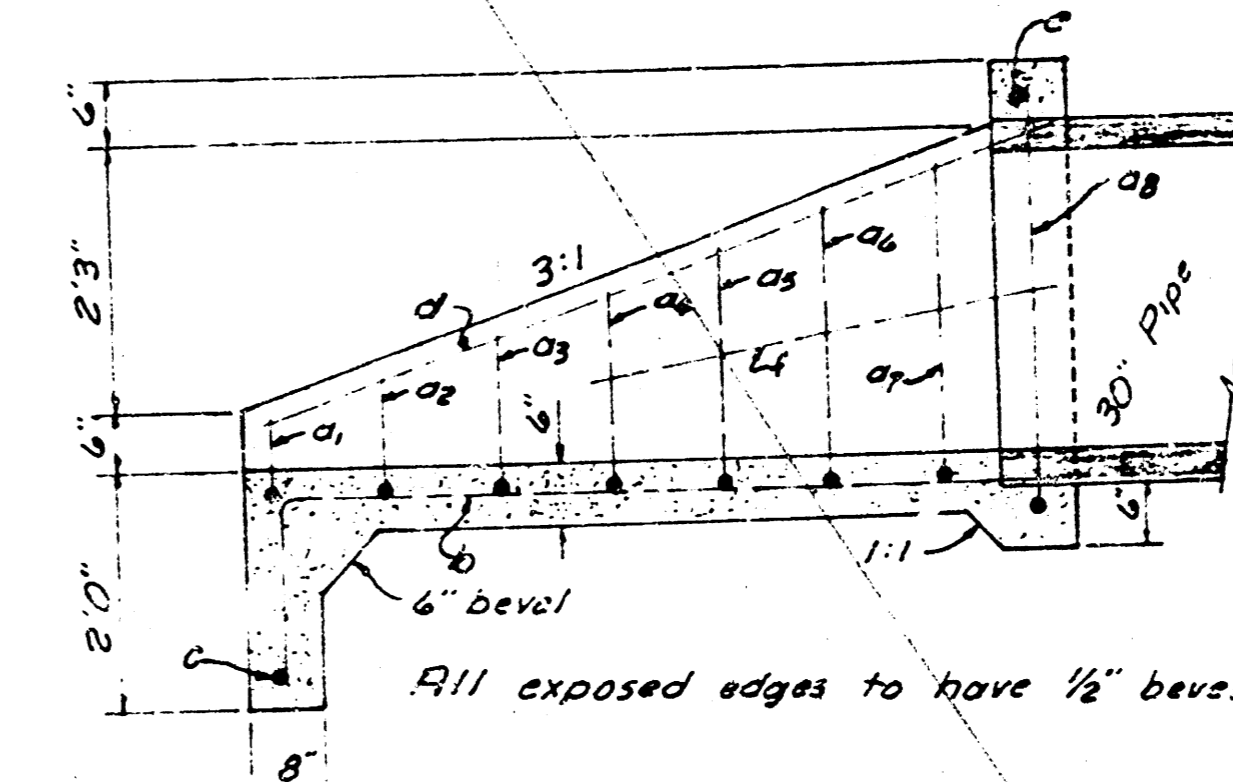 c
6"
a8
2'3"
3:1
a6
a5
d
a4
a3
Pipe
a2
a7
30"
6"
6"
a1
6"
b
1:1
6" bevel
2'0"
c
All exposed edges to have 1/2" beve
8"